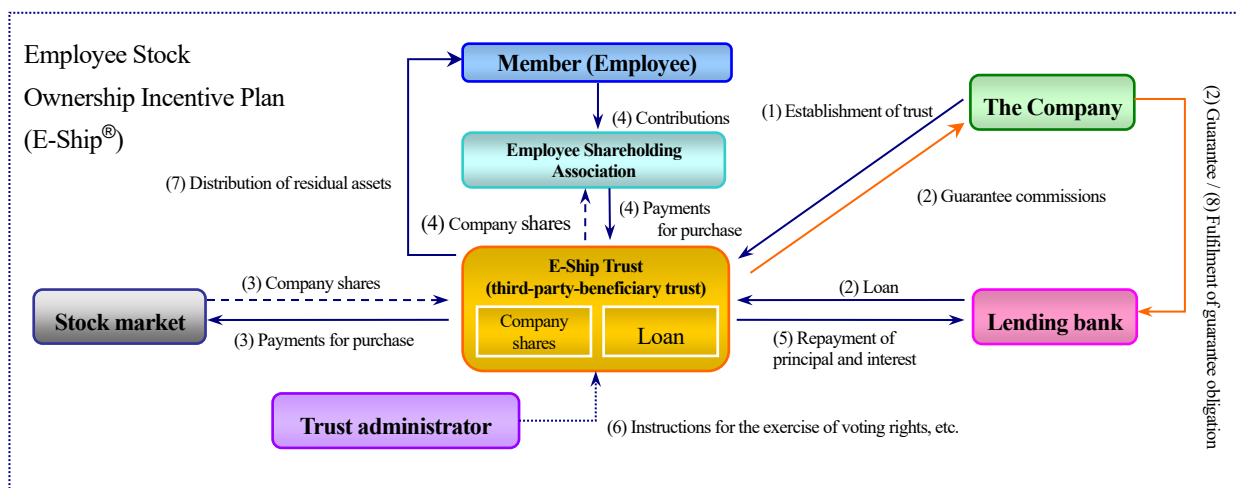 Employee Stock
Ownership Incentive Plan
(E-Ship®)
Member (Employee)
(4) Contributions
(1) Establishment of trust
The Company
Employee Shareholding
Association
(7) Distribution of residual assets
(2) Guarantee commissions
(4) Company shares
(4) Payments
for purchase
(2) Guarantee / (8) Fulfilment of guarantee obligation
E-Ship Trust
(third-party-beneficiary trust)
(3) Company shares
(2) Loan
Stock market
Company
shares
Loan
Lending bank
(3) Payments for purchase
(5) Repayment of
principal and interest
Trust administrator
(6) Instructions for the exercise of voting rights, etc.